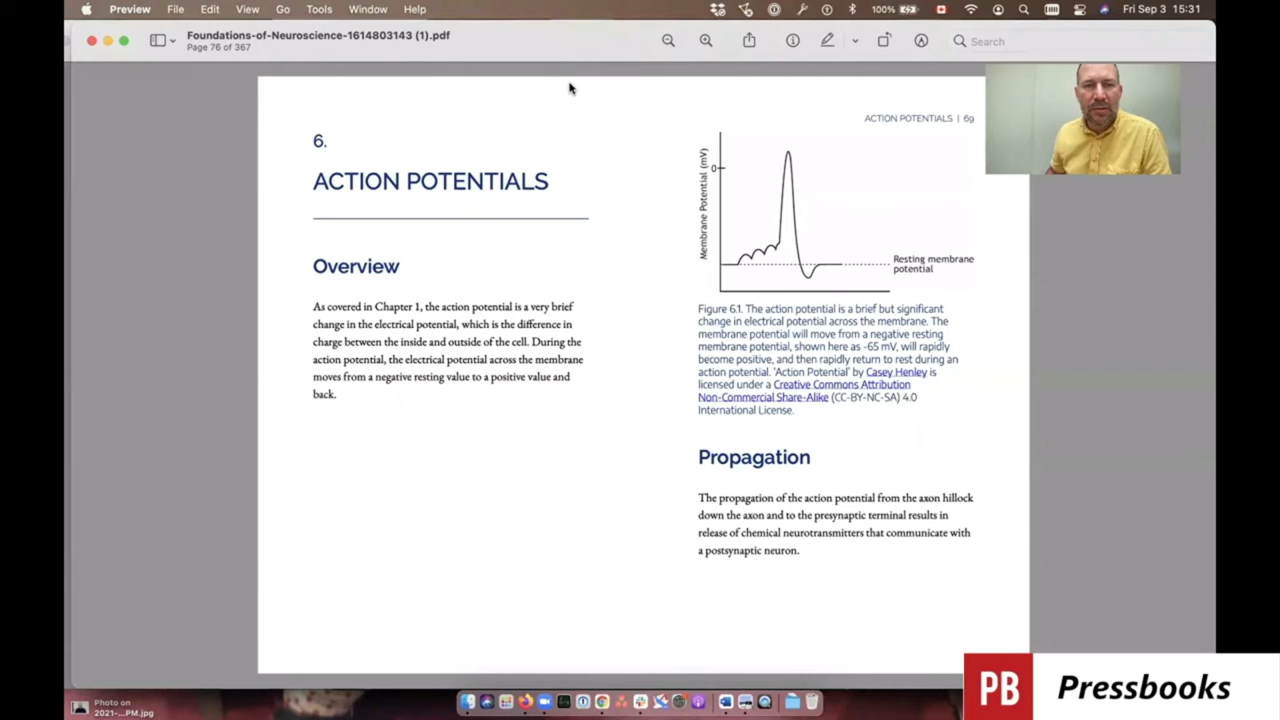 Preview File Edit View Go Tools Window Help 100% Fri Sep 3 15:31
Foundations-of-Neuroscience-1614803143 (1).pdf
Page 76 of 367
Search
6.
ACTION POTENTIALS
Overview
As covered in Chapter 1, the action potential is a very brief
change in the electrical potential, which is the difference in
charge between the inside and outside of the cell. During the
action potential, the electrical potential across the membrane
moves from a negative resting value to a positive value and
back.
ACTION POTENTIALS | 69
Membrane Potential (mV)
0
Resting membrane
potential
Figure 6.1. The action potential is a brief but significant
change in electrical potential across the membrane. The
membrane potential will move from a negative resting
membrane potential, shown here as -65 mV, will rapidly
become positive, and then rapidly return to rest during an
action potential. ‘Action Potential’ by Casey Henley is
licensed under a Creative Commons Attribution
Non-Commercial Share-Alike (CC-BY-NC-SA) 4.0
International License.
Propagation
The propagation of the action potential from the axon hillock
down the axon and to the presynaptic terminal results in
release of chemical neurotransmitters that communicate with
a postsynaptic neuron.
Photo on
2021-...PM.jpg
PB Pressbooks